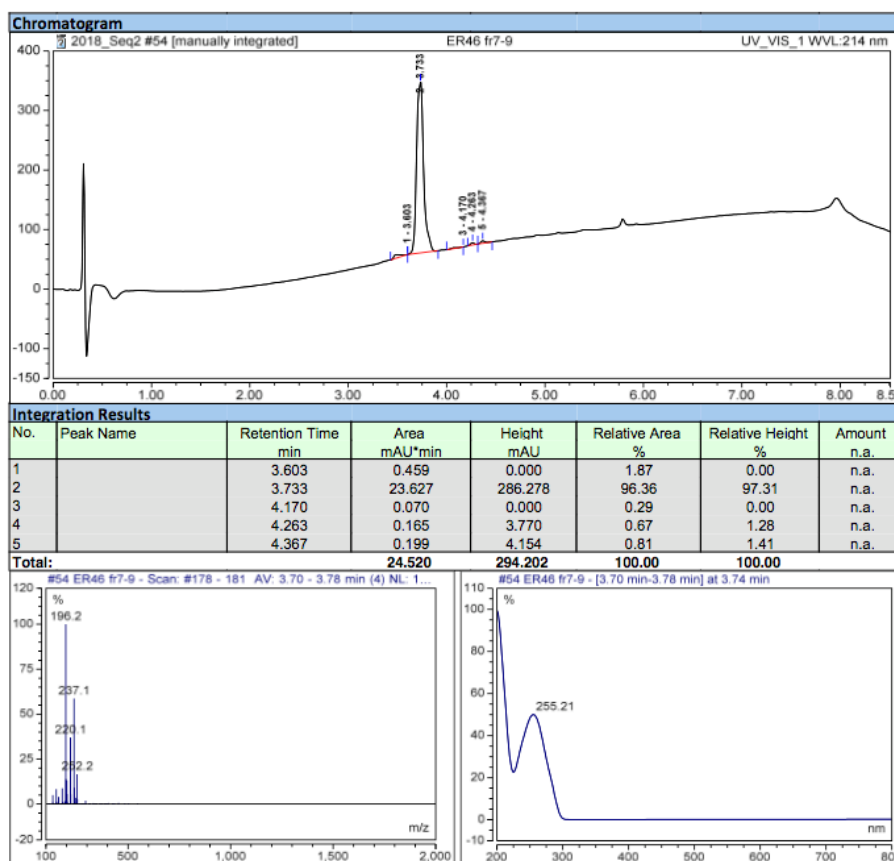 Chromatogram
2018_Seq2 #54 [manually integrated] ER46 fr7-9 UV_VIS_1 WVL:214 nm
400
300
200
100
0
-100
-150
1 - 3.603
2 - 3.733
3 - 4.170
4 - 4.263
5 - 4.367
0.00 1.00 2.00 3.00 4.00 5.00 6.00 7.00 8.00 8.5
Integration Results
No. Peak Name Retention Time Area Height Relative Area Relative Height Amount
min mAU*min mAU % % n.a.
1 3.603 0.459 0.000 1.87 0.00 n.a.
2 3.733 23.627 286.278 96.36 97.31 n.a.
3 4.170 0.070 0.000 0.29 0.00 n.a.
4 4.263 0.165 3.770 0.67 1.28 n.a.
5 4.367 0.199 4.154 0.81 1.41 n.a.
Total: 24.520 294.202 100.00 100.00
#54 ER46 fr7-9 - Scan: #178 - 181 AV: 3.70 - 3.78 min (4) NL: 1...
120
%
100
75
50
25
0
-20
196.2
237.1
220.1
252.2
m/z
100 500 1.000 1.500 2.000
#54 ER46 fr7-9 - [3.70 min-3.78 min] at 3.74 min
110
%
100
80
60
40
20
0
-10
255.21
nm
200 300 400 500 600 700 800